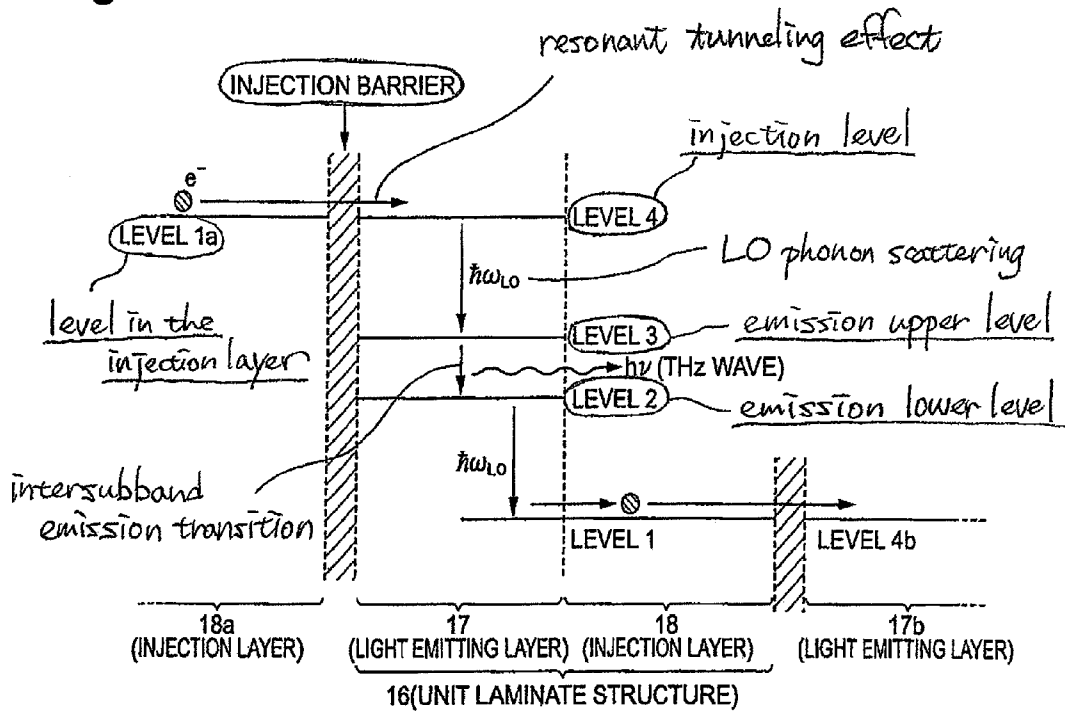 resonant tunneling effect
INJECTION BARRIER
injection level
e⁻
LEVEL 1a
LEVEL 4
ħωLO
LO phonon scattering
level in the
injection layer
LEVEL 3
emission upper level
hν (THz WAVE)
LEVEL 2
emission lower level
ħωLO
intersubband
emission transition
LEVEL 1
LEVEL 4b
18a
(INJECTION LAYER)
17
(LIGHT EMITTING LAYER)
18
(INJECTION LAYER)
17b
(LIGHT EMITTING LAYER)
16(UNIT LAMINATE STRUCTURE)